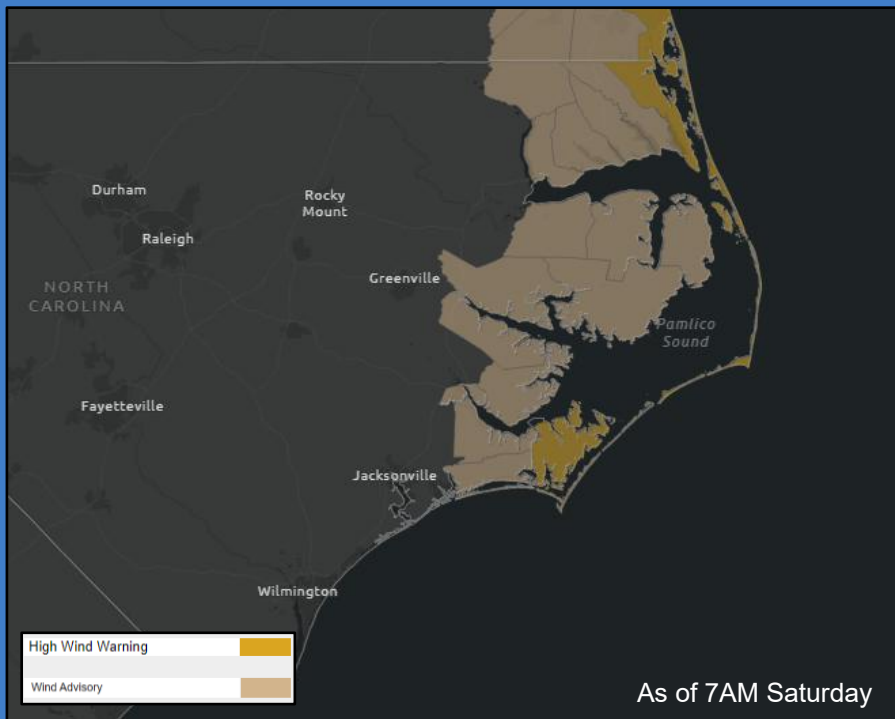 Durham
Rocky
Mount
Raleigh
Greenville
NORTH
CAROLINA
Pamlico
Sound
Fayetteville
Jacksonville
Wilmington
High Wind Warning
Wind Advisory
As of 7AM Saturday